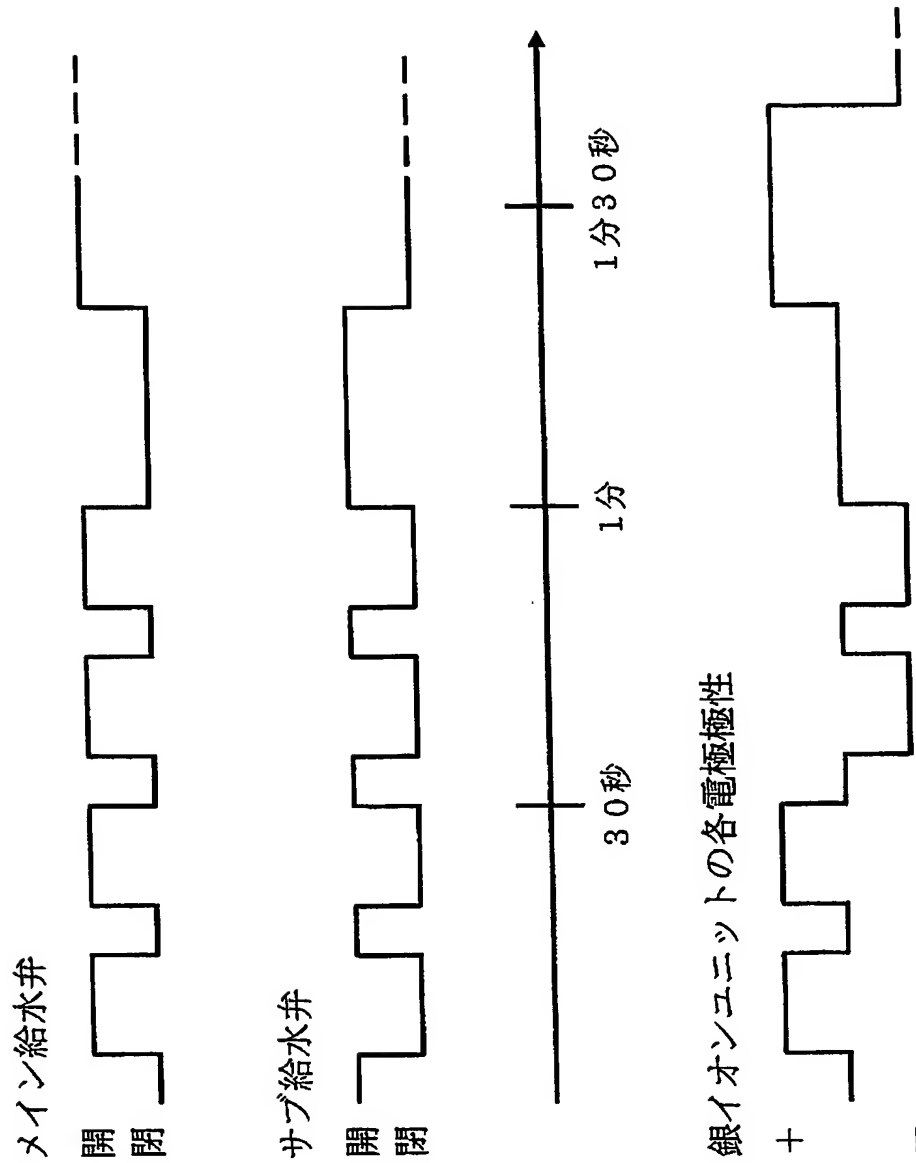 メイン給水弁
開
閉
サブ給水弁
開
閉
30秒
1分
1分30秒
銀イオンユニットの各電極極性
+